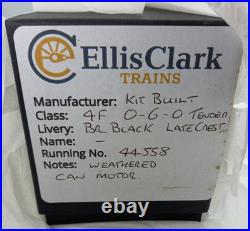 EllisClark
TRAINS
Manufacturer: KIT BUILT
Class: 4F 0-6-0 TENDER
Livery: BR BLACK LATE CREST
Name: -
Running No. 44558
Notes: WEATHERED
CAN MOTOR